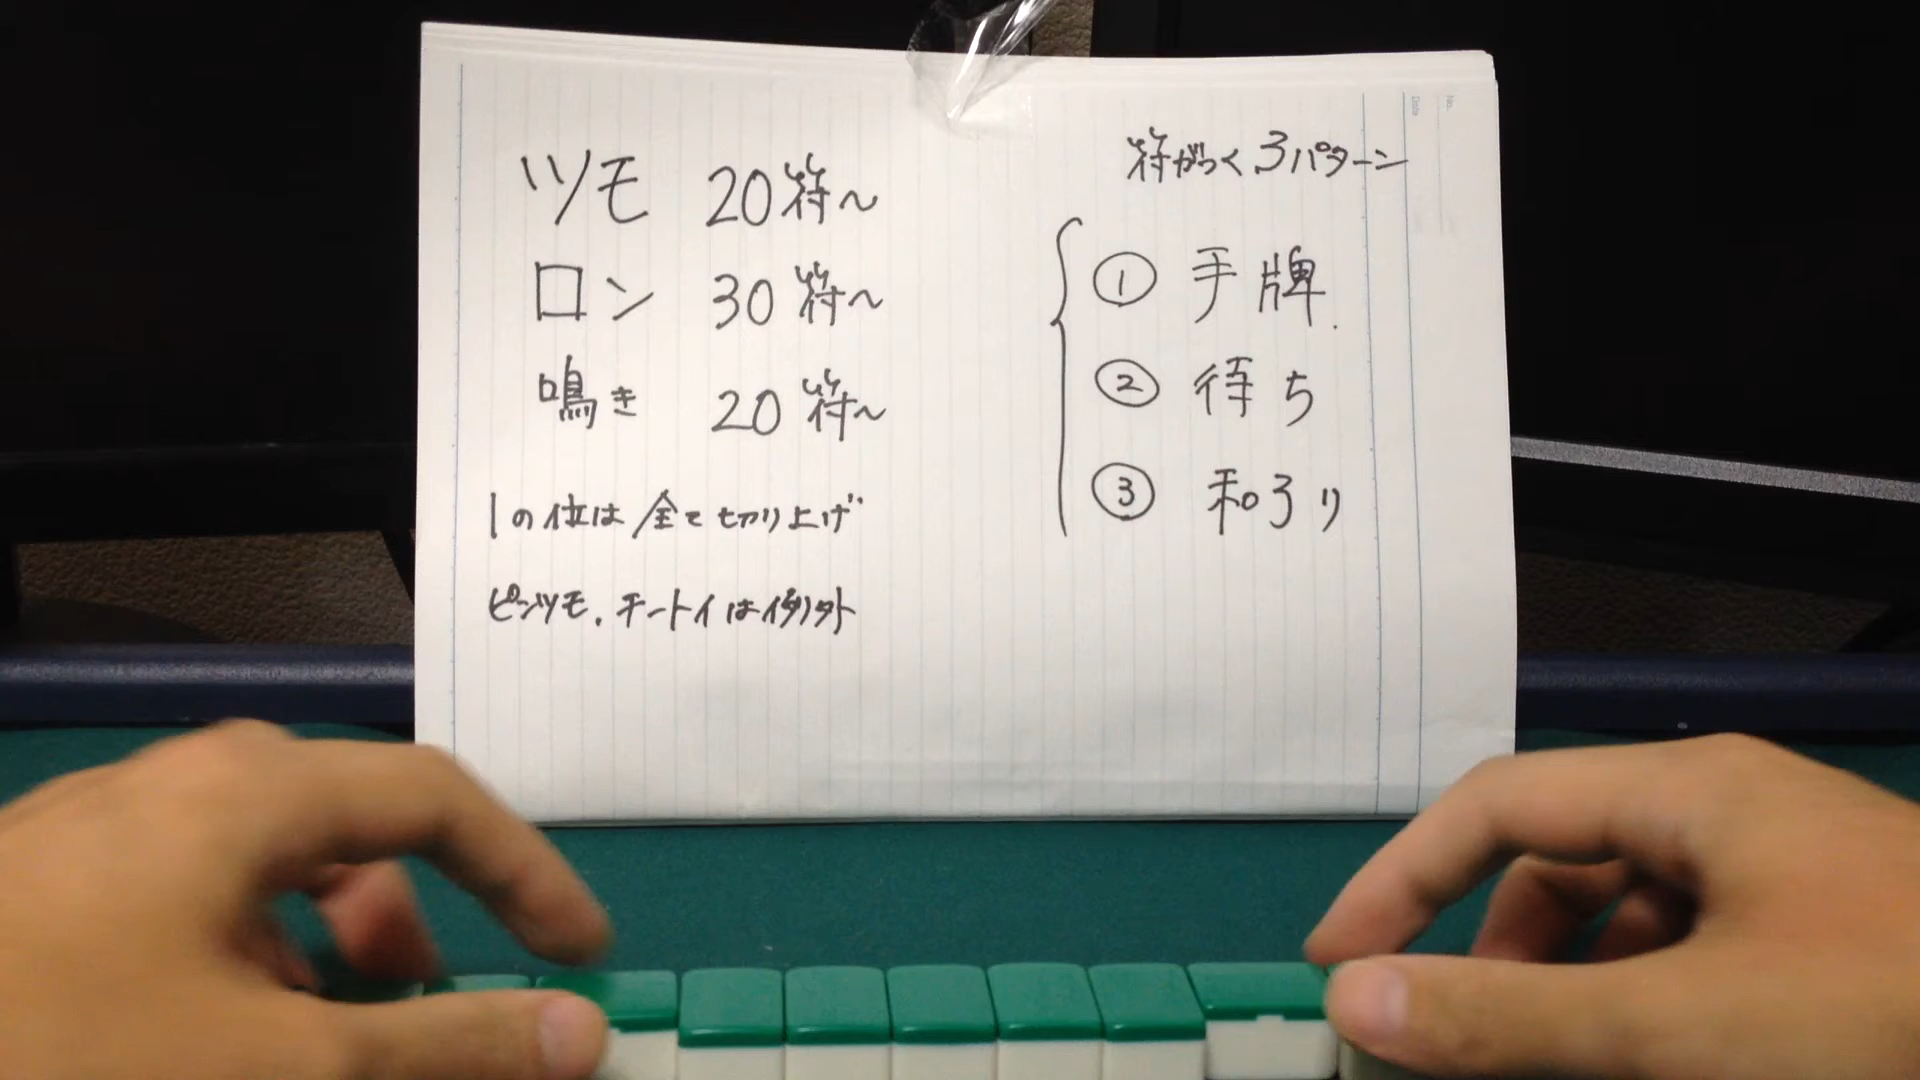 ツモ 20符～
ロン 30符～
鳴き 20符～
1の位は全て切り上げ
ピンツモ、チートイは例外
符がつく3パターン
① 手牌
② 待ち
③ 和了り
No.
Date